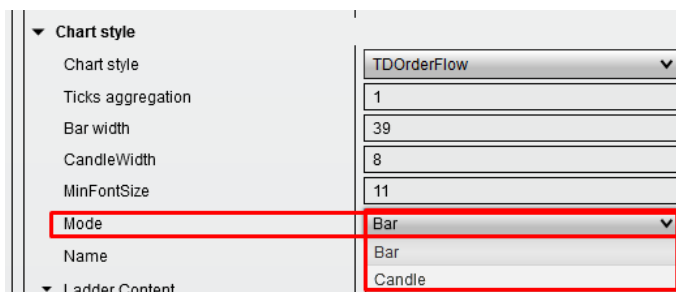 Chart style
Chart style TDOrderFlow
Ticks aggregation 1
Bar width 39
CandleWidth 8
MinFontSize 11
Mode Bar
Name Bar
Candle
Ladder Content